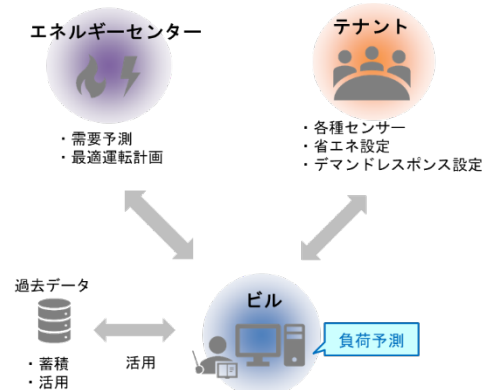 エネルギーセンター
テナント
・需要予測
・最適運転計画
・各種センサー
・省エネ設定
・デマンドレスポンス設定
過去データ
ビル
負荷予測
活用
・蓄積
・活用